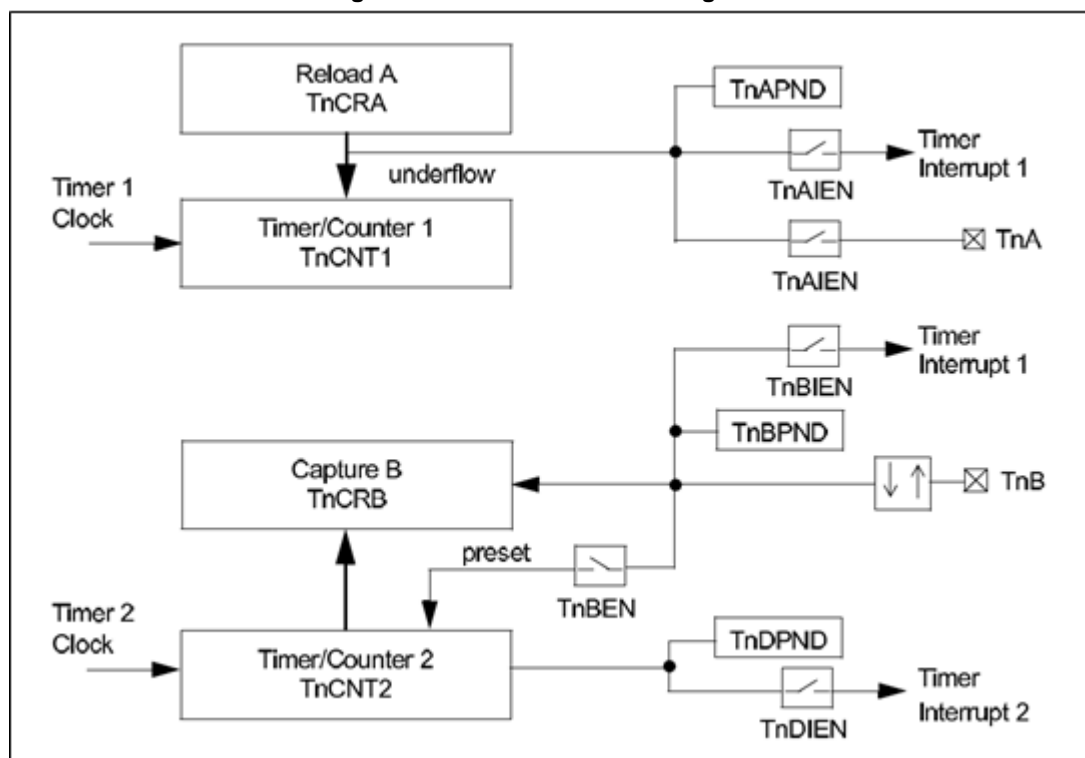 Reload A
TnCRA
TnAPND
Timer
Interrupt 1
TnAIEN
underflow
Timer 1
Clock
Timer/Counter 1
TnCNT1
TnA
TnAIEN
Timer
Interrupt 1
TnBIEN
TnBPND
Capture B
TnCRB
TnB
preset
TnBEN
Timer 2
Clock
Timer/Counter 2
TnCNT2
TnDPND
Timer
Interrupt 2
TnDIEN